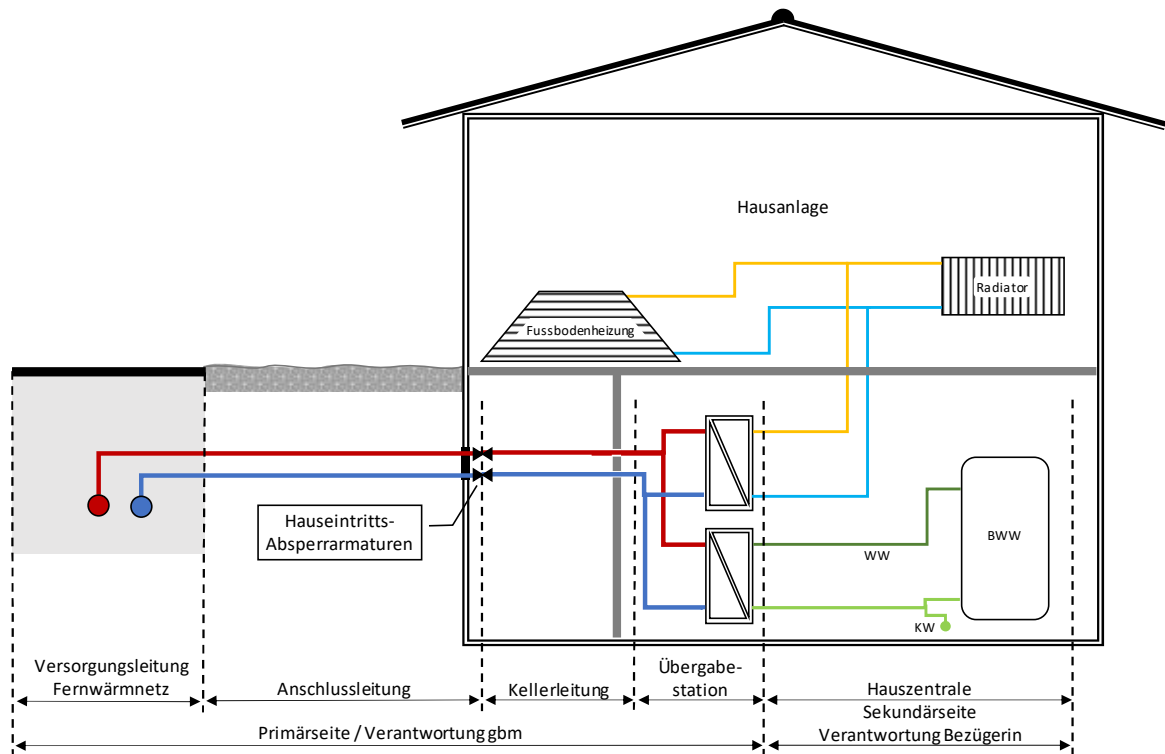 Hausanlage
Radiator
Fussbodenheizung
Hauseintritts-
Absperrarmaturen
WW
BWW
KW
Versorgungsleitung
Fernwärmnetz
Anschlussleitung
Kellerleitung
Übergabe-
station
Hauszentrale
Sekundärseite
Verantwortung Bezügerin
Primärseite / Verantwortung gbm